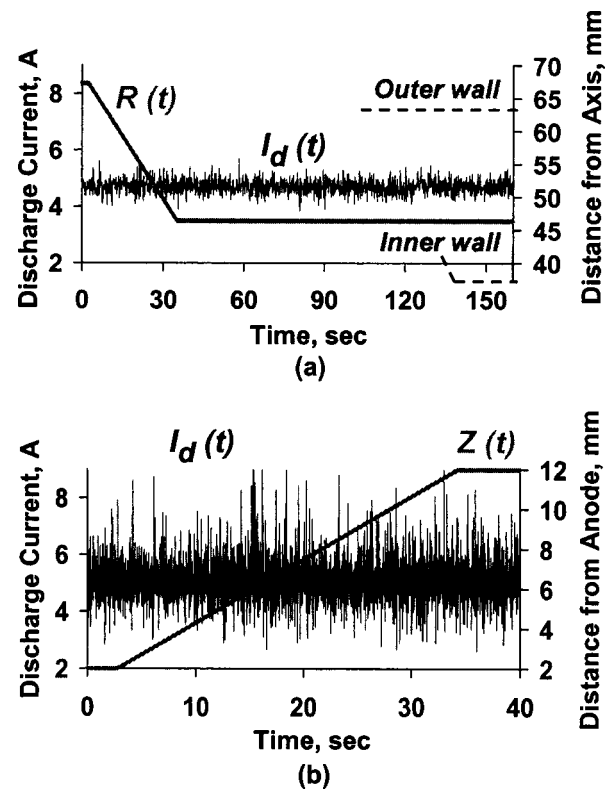 Discharge Current, A
8
6
4
2
R (t)
I_d (t)
Outer wall
Inner wall
70
65
60
55
50
45
40
Distance from Axis, mm
0 30 60 90 120 150
Time, sec
(a)
I_d (t)
Z (t)
Discharge Current, A
8
6
4
2
12
10
8
6
4
2
Distance from Anode, mm
0 10 20 30 40
Time, sec
(b)